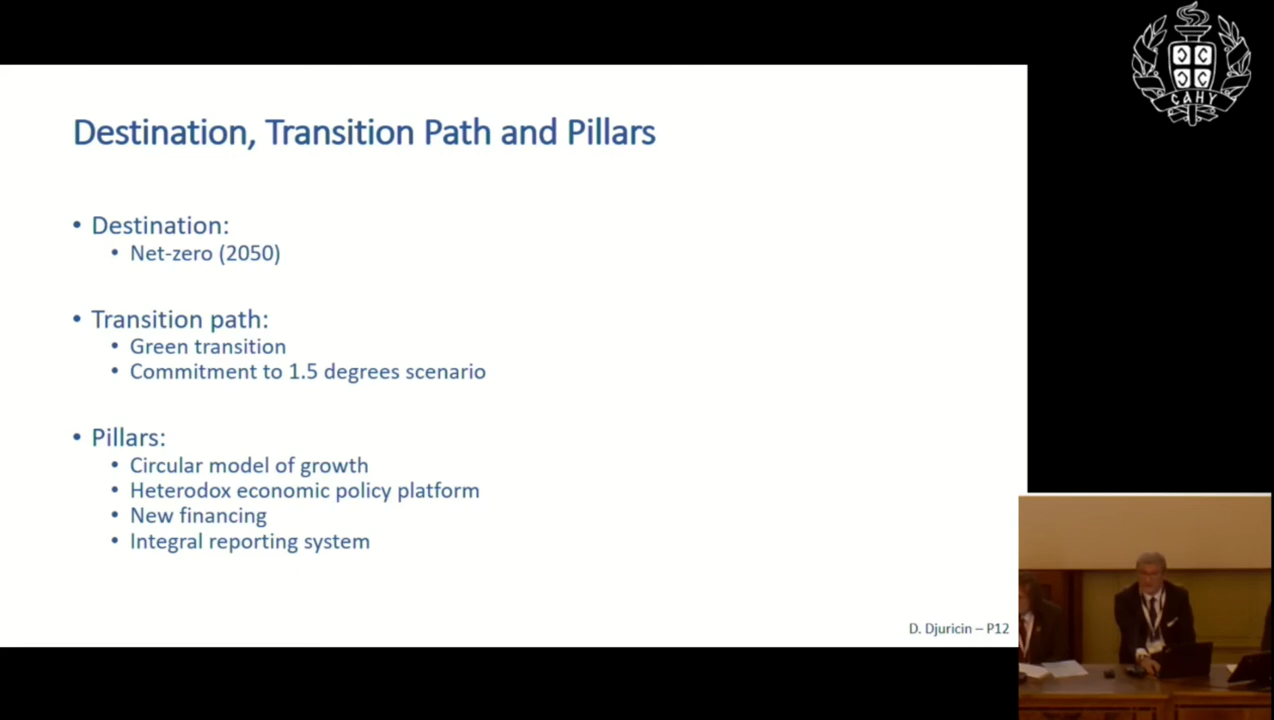 САНУ
Destination, Transition Path and Pillars
• Destination:
• Net-zero (2050)
• Transition path:
• Green transition
• Commitment to 1.5 degrees scenario
• Pillars:
• Circular model of growth
• Heterodox economic policy platform
• New financing
• Integral reporting system
D. Djuricin – P12